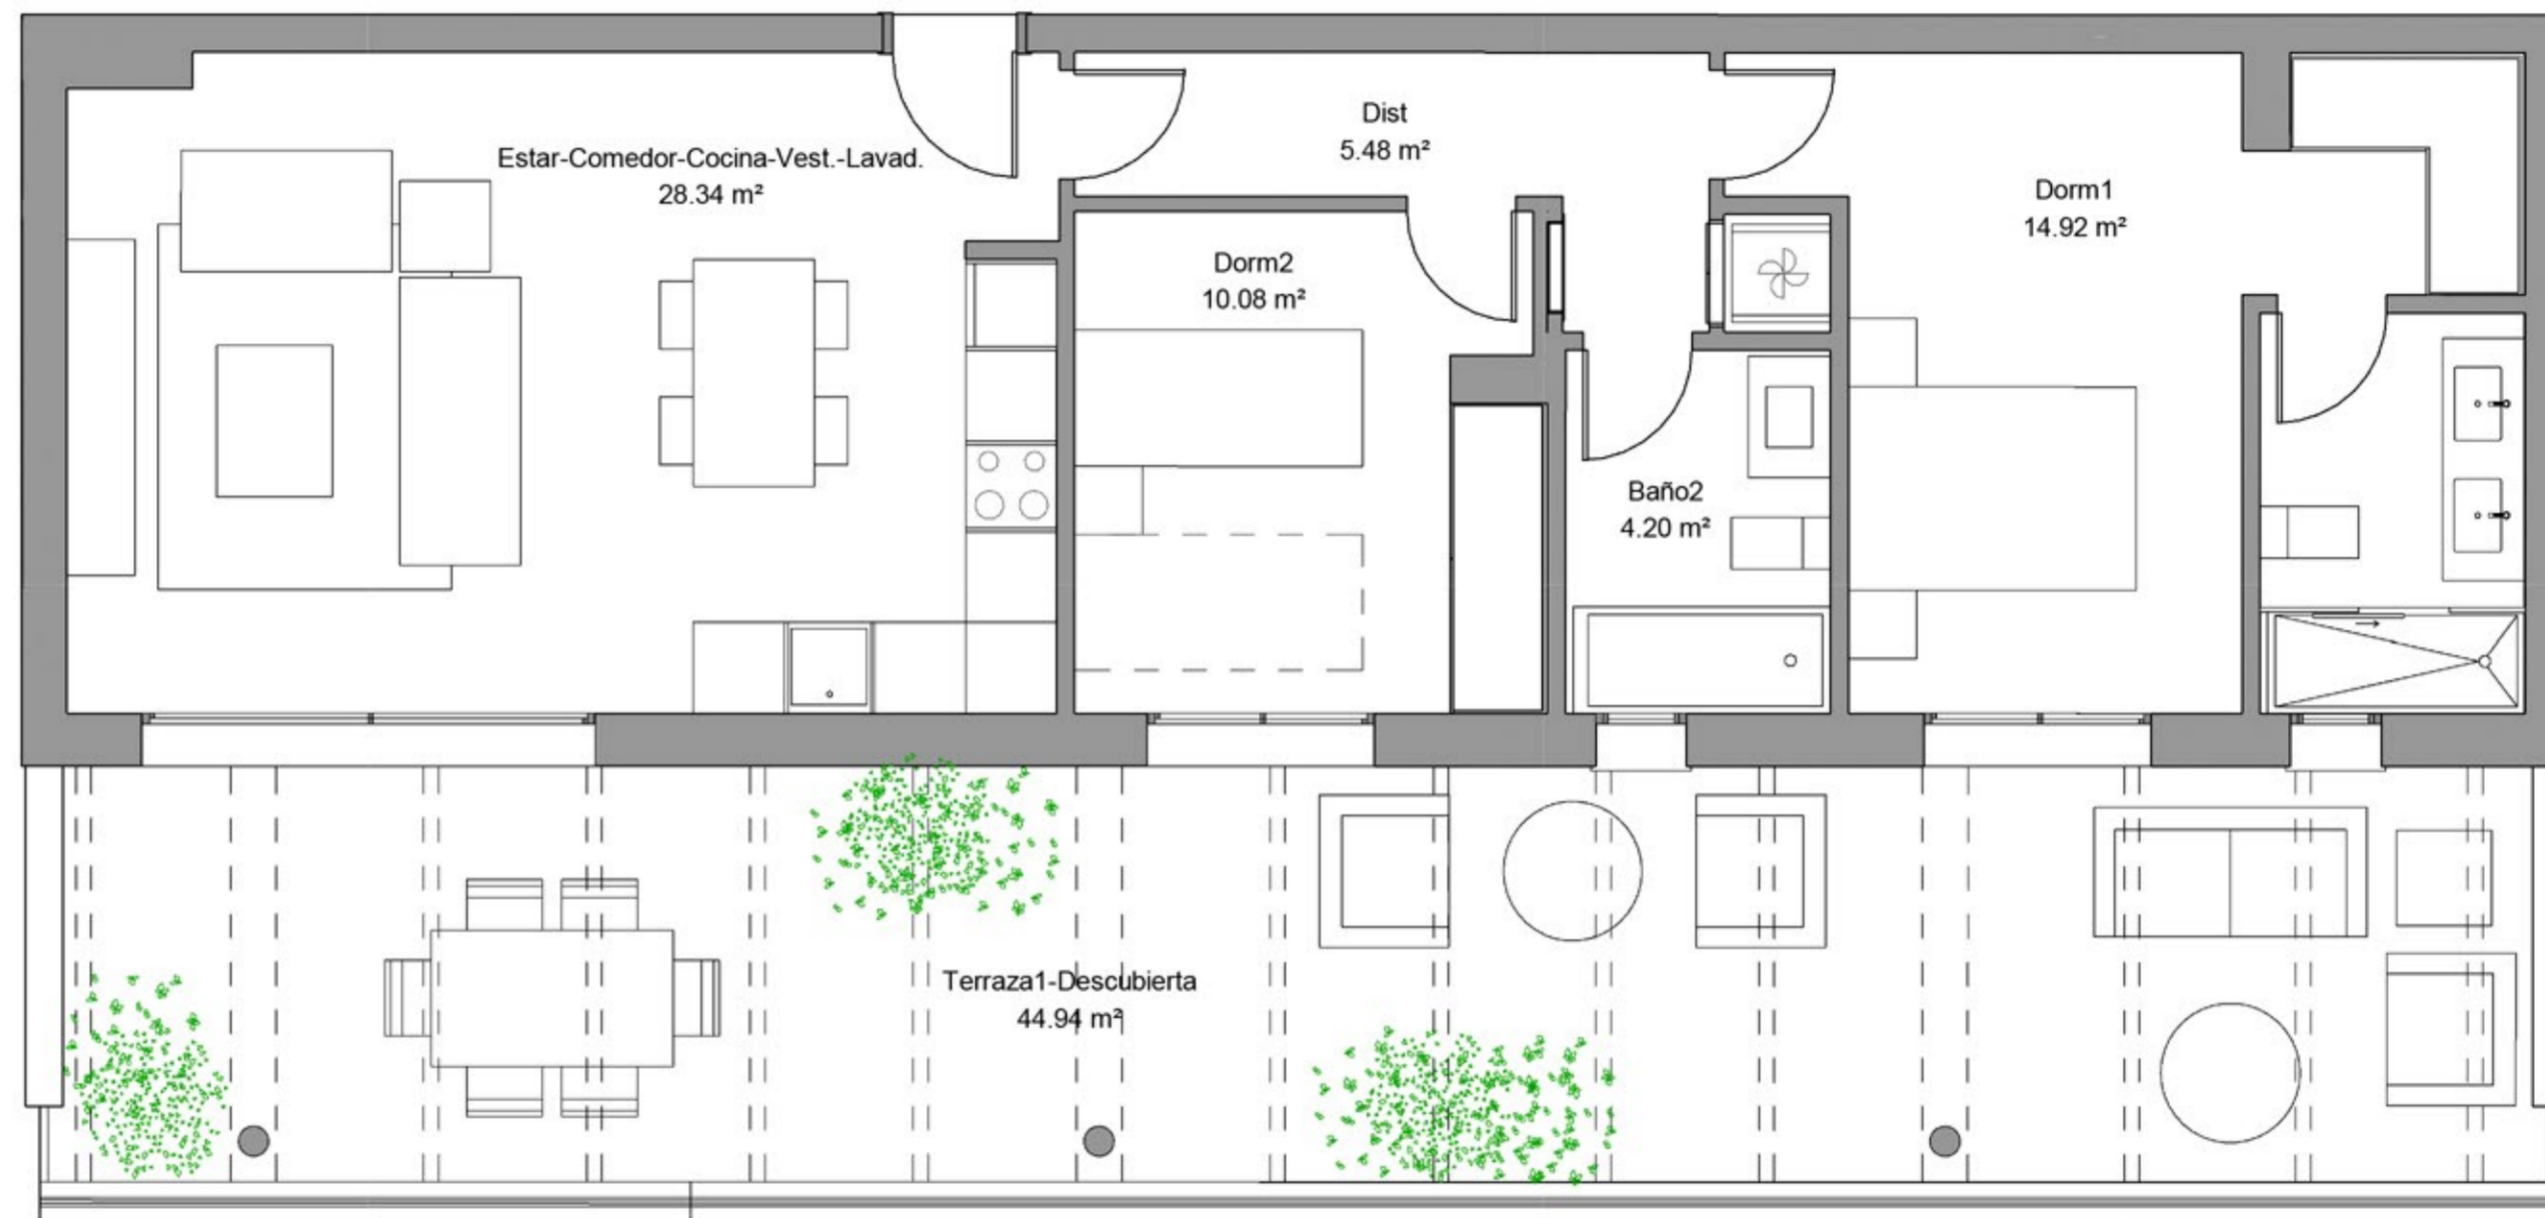 Estar-Comedor-Cocina-Vest.-Lavad.
28.34 m²
Dist
5.48 m²
Dorm1
14.92 m²
Dorm2
10.08 m²
Baño2
4.20 m²
Terraza1-Descubierta
44.94 m²